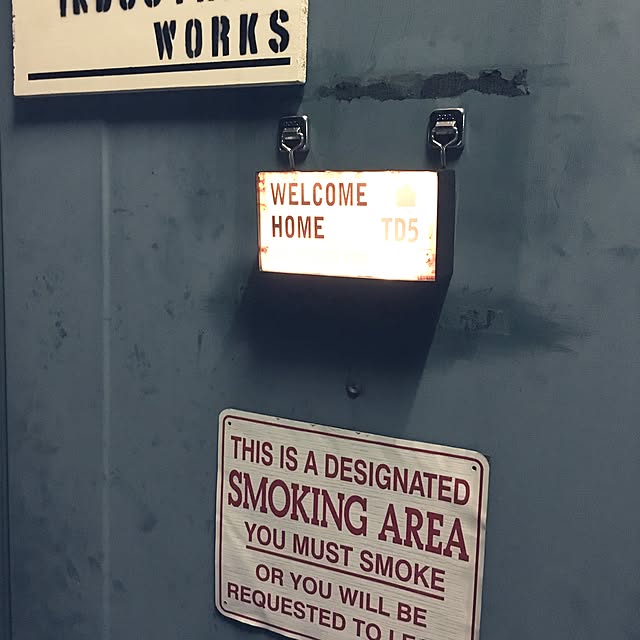 WORKS
WELCOME
HOME TD5
THIS IS A DESIGNATED
SMOKING AREA
YOU MUST SMOKE
OR YOU WILL BE
REQUESTED TO